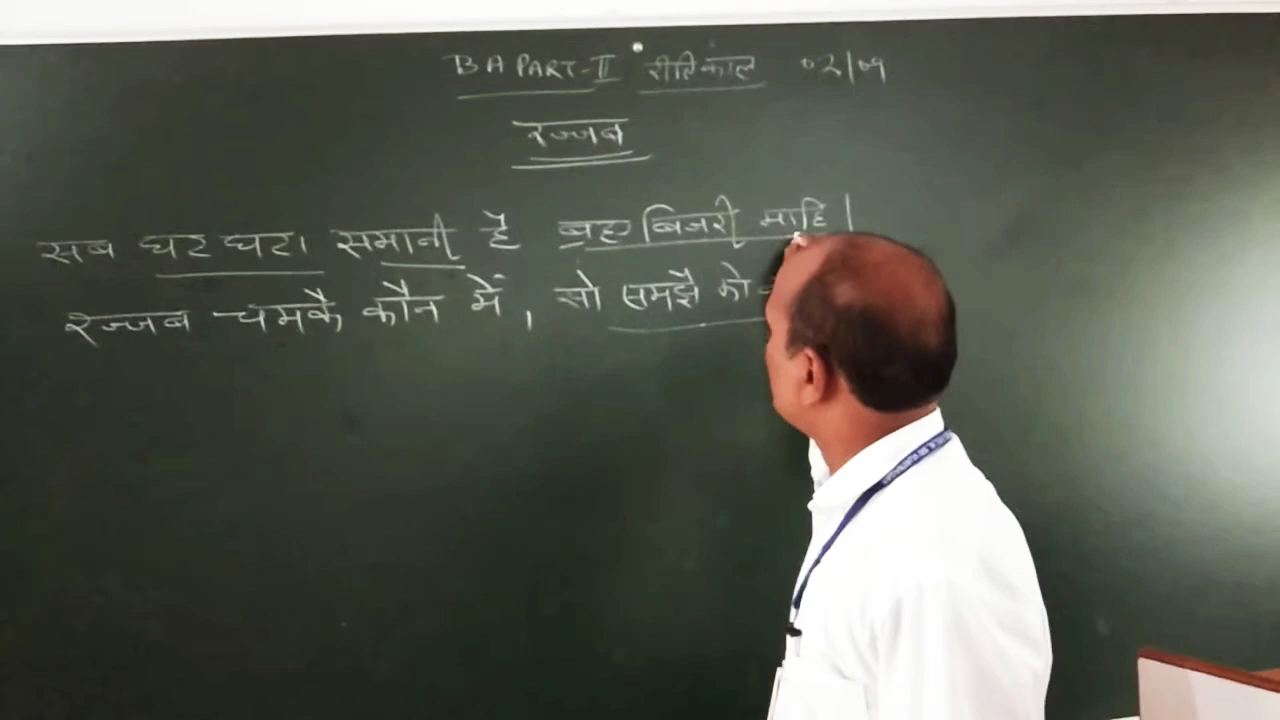 BA PART-II रीतिकाल 02/09
रज्जब
सब घट घटा समानी है ब्रह्म बिजरी माहि।
रज्जब चमकै कौन में, सो समझै को